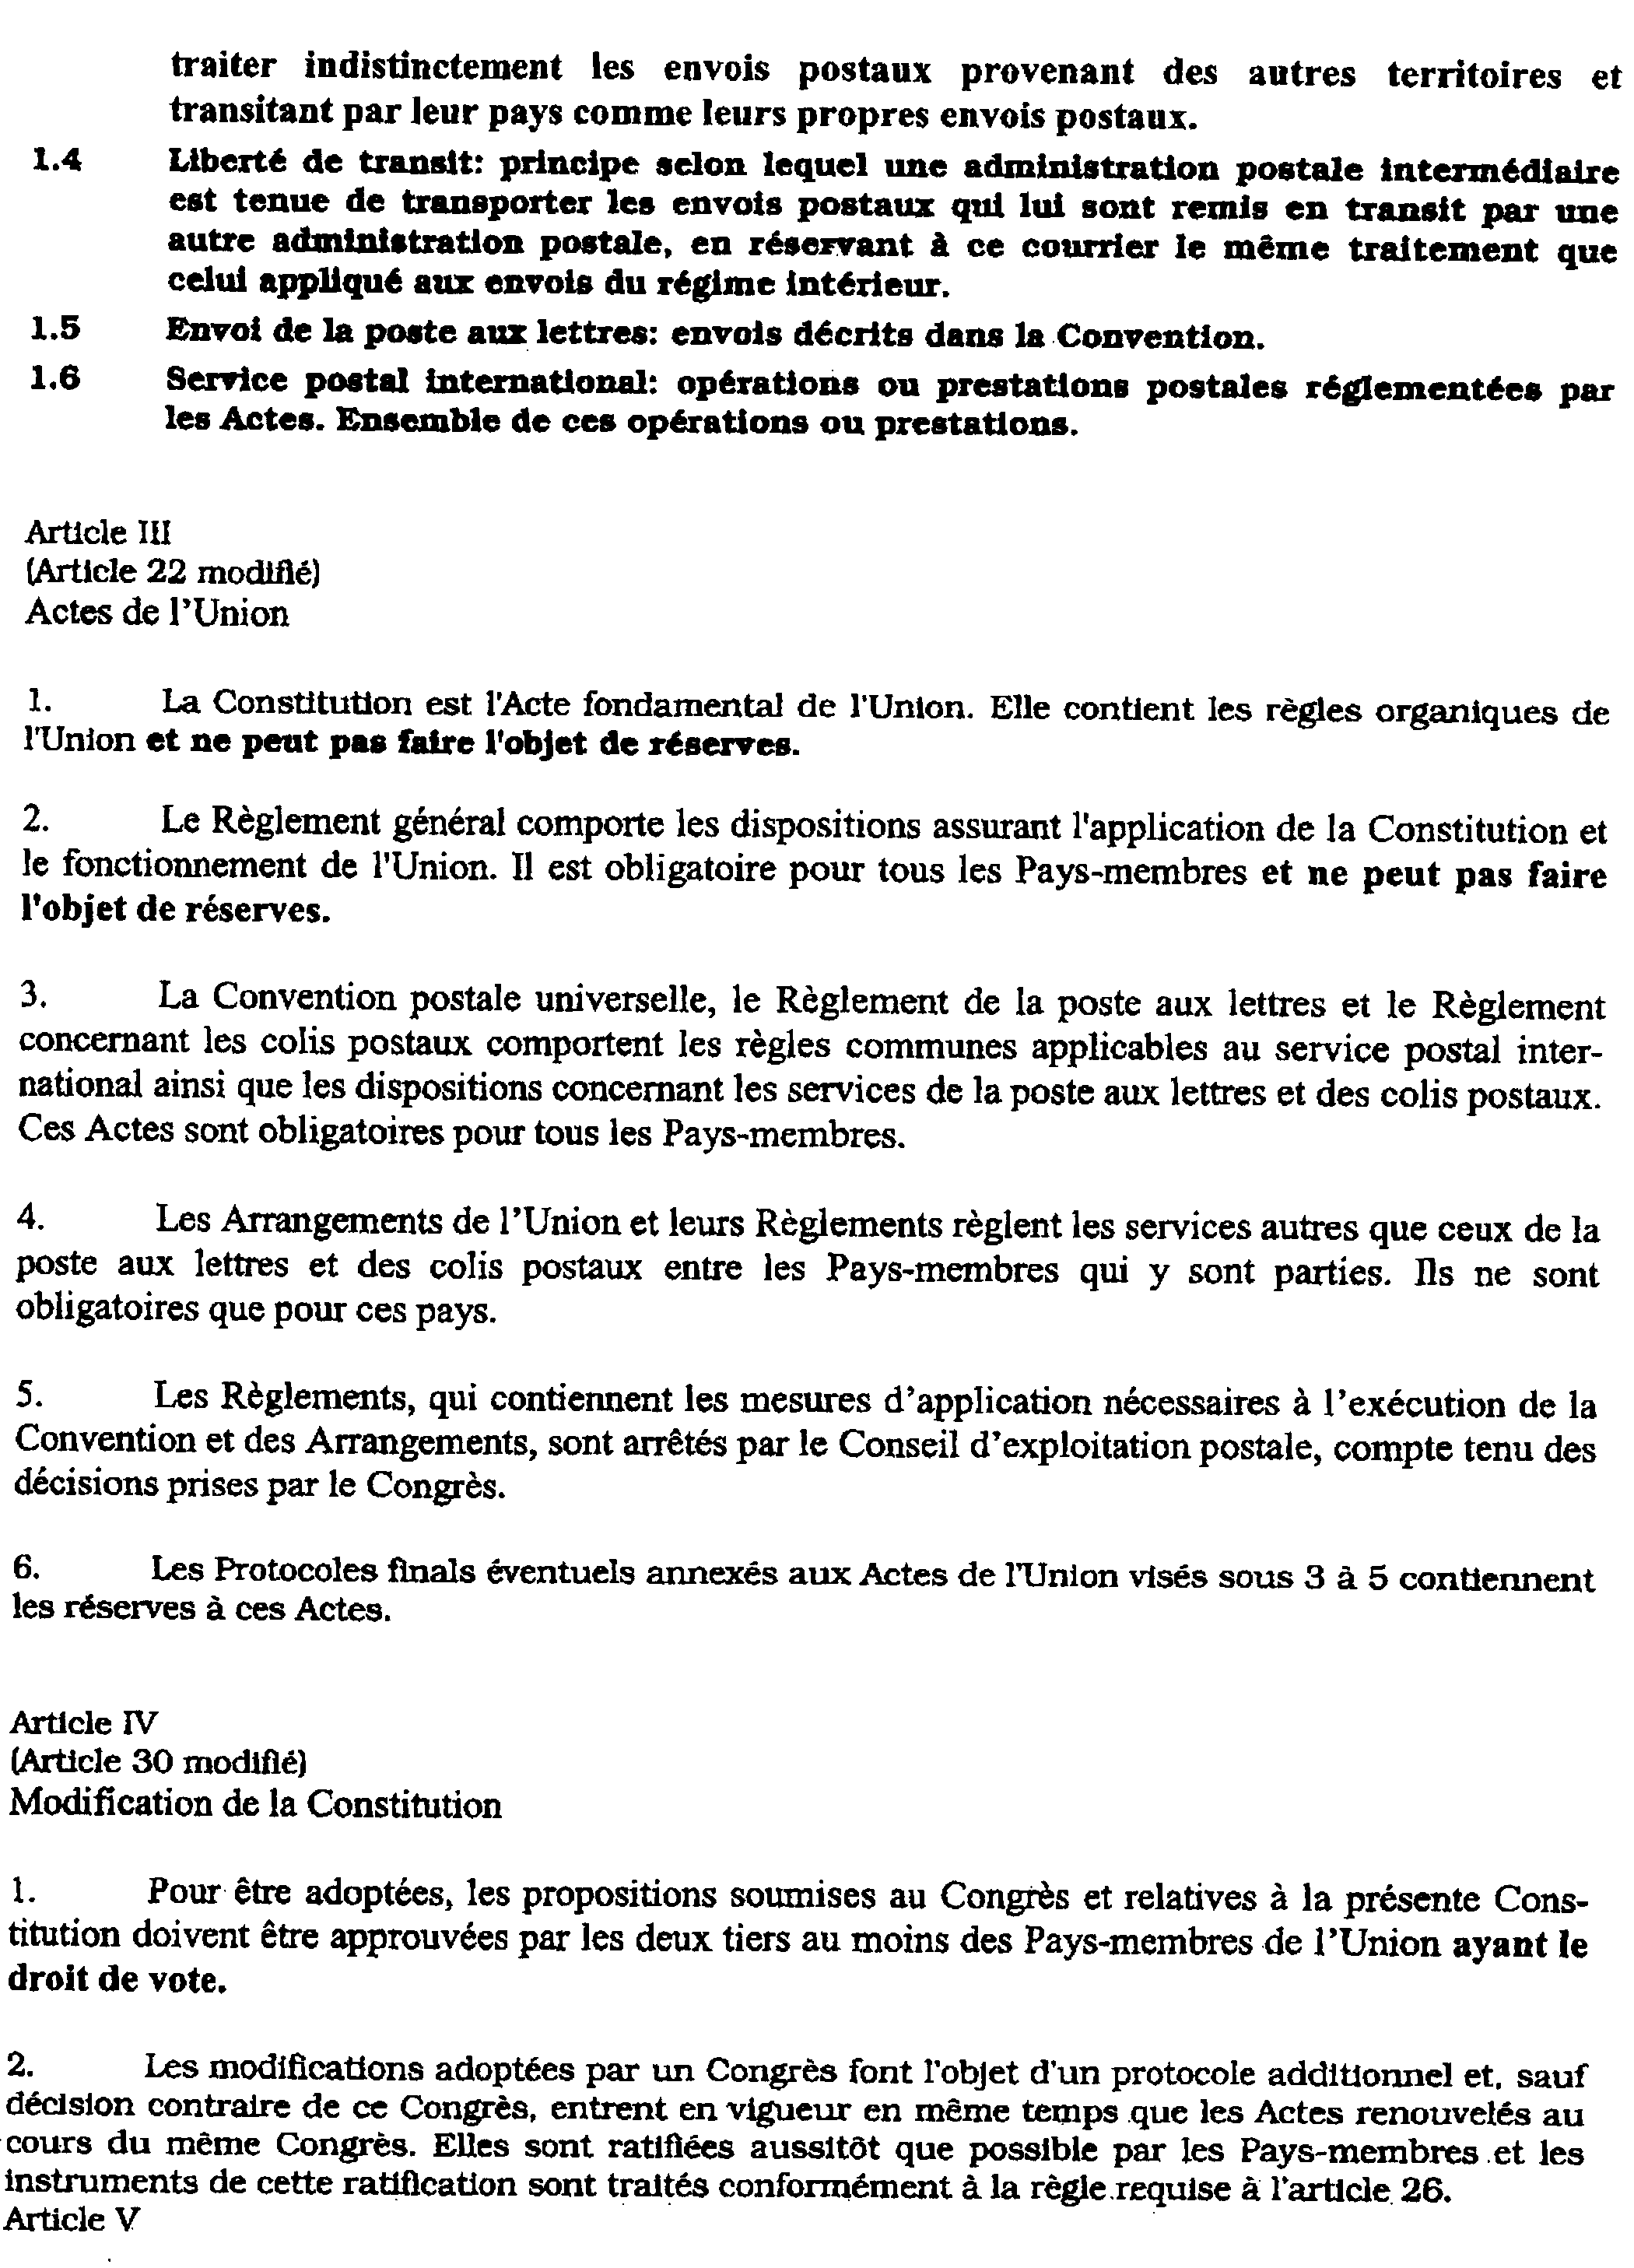 traiter indistinctement les envois postaux provenant des autres territoires et
transitant par leur pays comme leurs propres envois postaux.
1.4 Liberté de transit: principe selon lequel une administration postale intermédiaire
est tenue de transporter les envois postaux qui lui sont remis en transit par une
autre administration postale, en réservant à ce courrier le même traitement que
celui appliqué aux envois du régime intérieur.
1.5 Envoi de la poste aux lettres: envois décrits dans la Convention.
1.6 Service postal international: opérations ou prestations postales réglementées par
les Actes. Ensemble de ces opérations ou prestations.
Article III
(Article 22 modifié)
Actes de l'Union
1. La Constitution est l'Acte fondamental de l'Union. Elle contient les règles organiques de
l'Union et ne peut pas faire l'objet de réserves.
2. Le Règlement général comporte les dispositions assurant l'application de la Constitution et
le fonctionnement de l'Union. Il est obligatoire pour tous les Pays-membres et ne peut pas faire
l'objet de réserves.
3. La Convention postale universelle, le Règlement de la poste aux lettres et le Règlement
concernant les colis postaux comportent les règles communes applicables au service postal inter-
national ainsi que les dispositions concernant les services de la poste aux lettres et des colis postaux.
Ces Actes sont obligatoires pour tous les Pays-membres.
4. Les Arrangements de l'Union et leurs Règlements règlent les services autres que ceux de la
poste aux lettres et des colis postaux entre les Pays-membres qui y sont parties. Ils ne sont
obligatoires que pour ces pays.
5. Les Règlements, qui contiennent les mesures d'application nécessaires à l'exécution de la
Convention et des Arrangements, sont arrêtés par le Conseil d'exploitation postale, compte tenu des
décisions prises par le Congrès.
6. Les Protocoles finals éventuels annexés aux Actes de l'Union visés sous 3 à 5 contiennent
les réserves à ces Actes.
Article IV
(Article 30 modifié)
Modification de la Constitution
1. Pour être adoptées, les propositions soumises au Congrès et relatives à la présente Cons-
titution doivent être approuvées par les deux tiers au moins des Pays-membres de l'Union ayant le
droit de vote.
2. Les modifications adoptées par un Congrès font l'objet d'un protocole additionnel et, sauf
décision contraire de ce Congrès, entrent en vigueur en même temps que les Actes renouvelés au
cours du même Congrès. Elles sont ratifiées aussitôt que possible par les Pays-membres et les
instruments de cette ratification sont traités conformément à la règle requise à l'article 26.
Article V